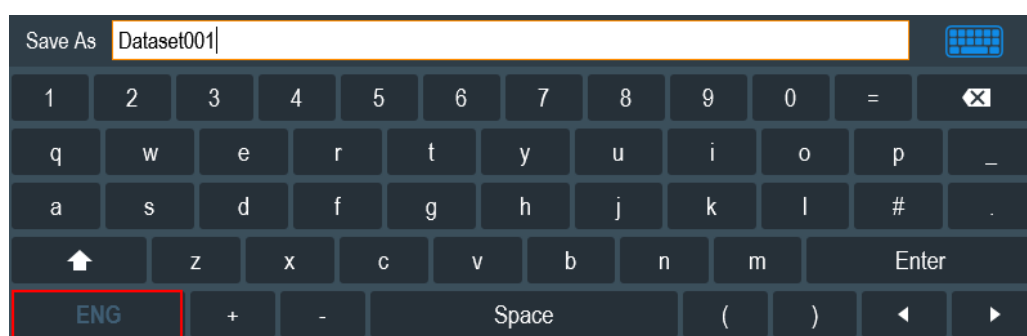 Save As Dataset001
1 2 3 4 5 6 7 8 9 0 =
q w e r t y u i o p _
a s d f g h j k l # .
z x c v b n m Enter
ENG + - Space ( )